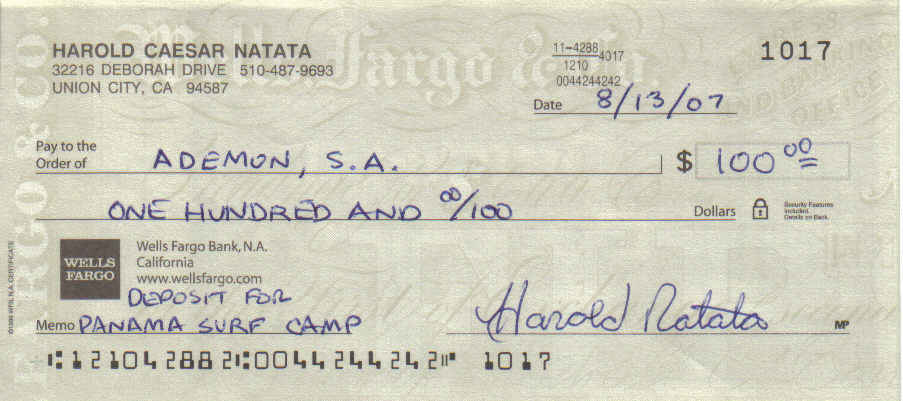 HAROLD CAESAR NATATA
32216 DEBORAH DRIVE 510-487-9693
UNION CITY, CA 94587
11-4288 4017
1210
0044244242
1017
Date 8/13/07
Pay to the
Order of ADEMON, S.A. $ 100 00
ONE HUNDRED AND 00/100 Dollars
Security Features
Included.
Details on Back.
WELLS
FARGO
Wells Fargo Bank, N.A.
California
www.wellsfargo.com
DEPOSIT FOR
Memo PANAMA SURF CAMP
Harold Natata
MP
⑆121042882⑆0044244242⑈ 1017